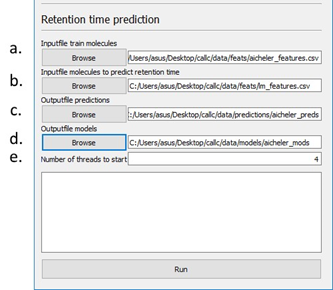 Retention time prediction
Inputfile train molecules
a. Browse /Users/asus/Desktop/callc/data/feats/aicheler_features.csv
Inputfile molecules to predict retention time
b. Browse C:/Users/asus/Desktop/callc/data/feats/lm_features.csv
Outputfile predictions
c. Browse :/Users/asus/Desktop/callc/data/predictions/aicheler_preds
Outputfile models
d. Browse C:/Users/asus/Desktop/callc/data/models/aicheler_mods
e. Number of threads to start 4
Run